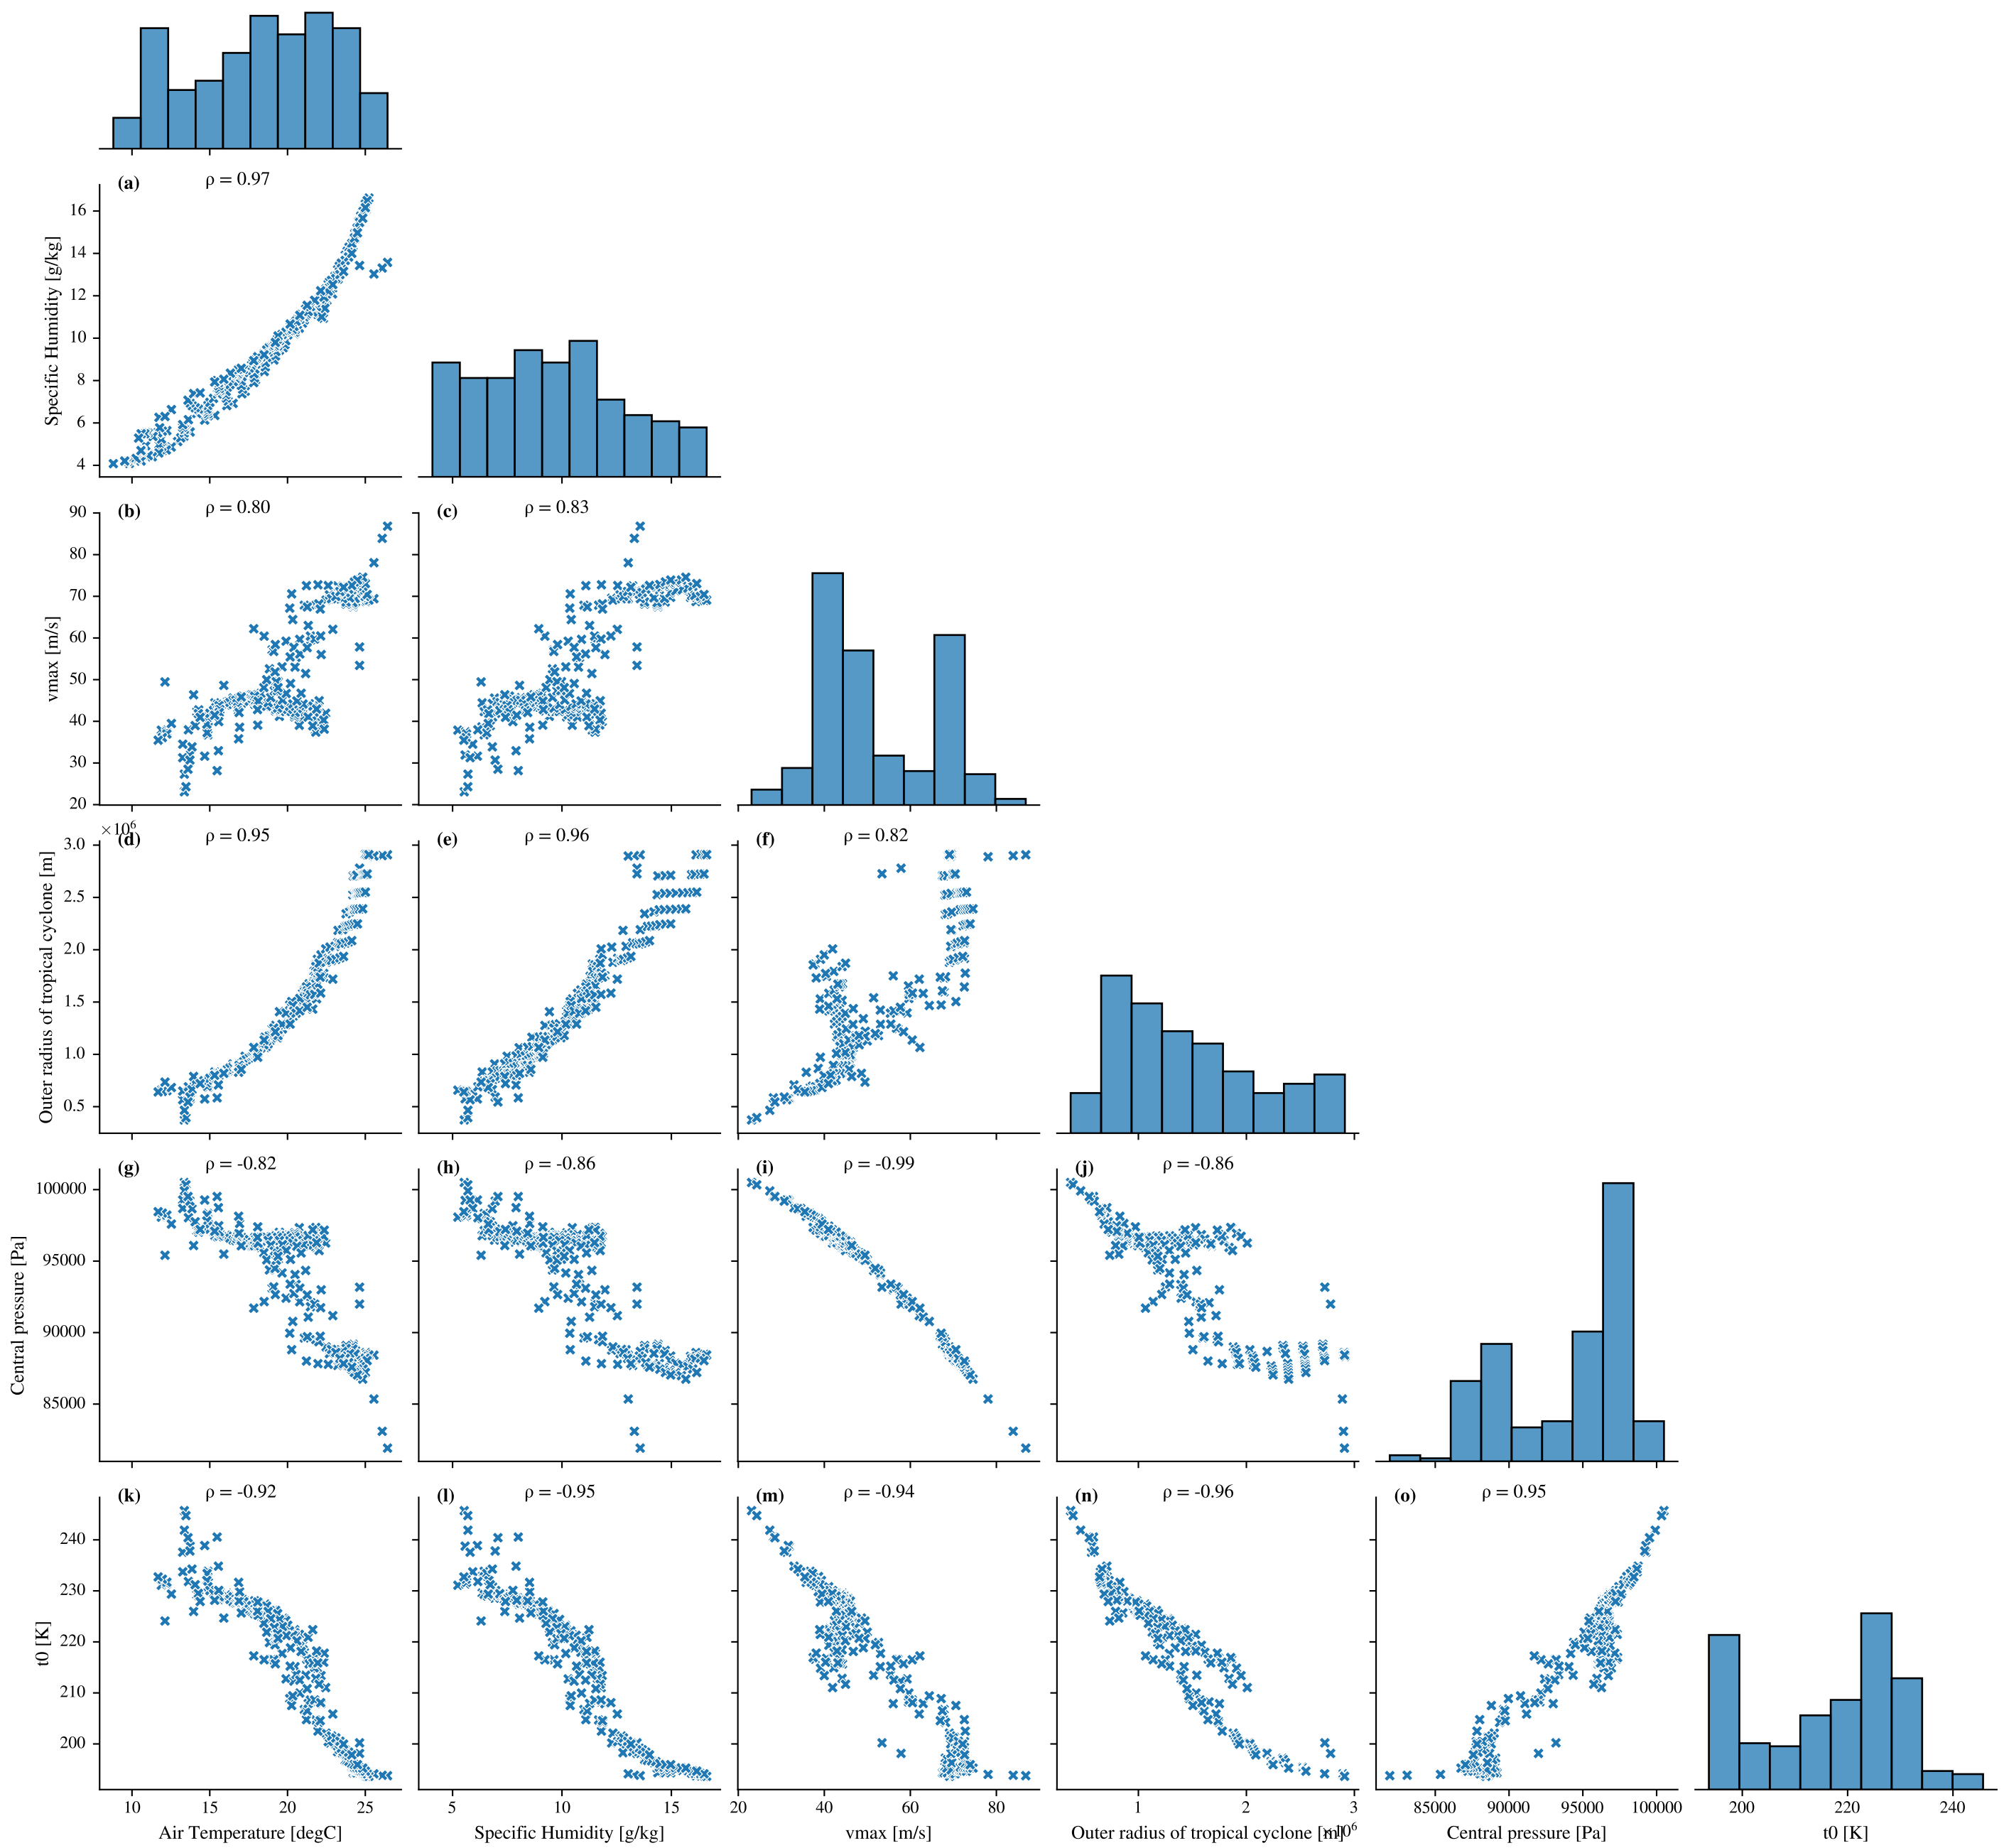 (a) ρ = 0.97
16
14
12
10
8
6
4
Specific Humidity [g/kg]
(b) ρ = 0.80
(c) ρ = 0.83
90
80
70
60
50
40
30
20
vmax [m/s]
×10⁶
(d) ρ = 0.95
(e) ρ = 0.96
(f) ρ = 0.82
3.0
2.5
2.0
1.5
1.0
0.5
Outer radius of tropical cyclone [m]
(g) ρ = -0.82
(h) ρ = -0.86
(i) ρ = -0.99
(j) ρ = -0.86
100000
95000
90000
85000
Central pressure [Pa]
(k) ρ = -0.92
(l) ρ = -0.95
(m) ρ = -0.94
(n) ρ = -0.96
(o) ρ = 0.95
240
230
220
210
200
t0 [K]
10 15 20 25
5 10 15
20 40 60 80
1 2 3
85000 90000 95000 100000
200 220 240
Air Temperature [degC]
Specific Humidity [g/kg]
vmax [m/s]
Outer radius of tropical cyclone [m]
×10⁶
Central pressure [Pa]
t0 [K]